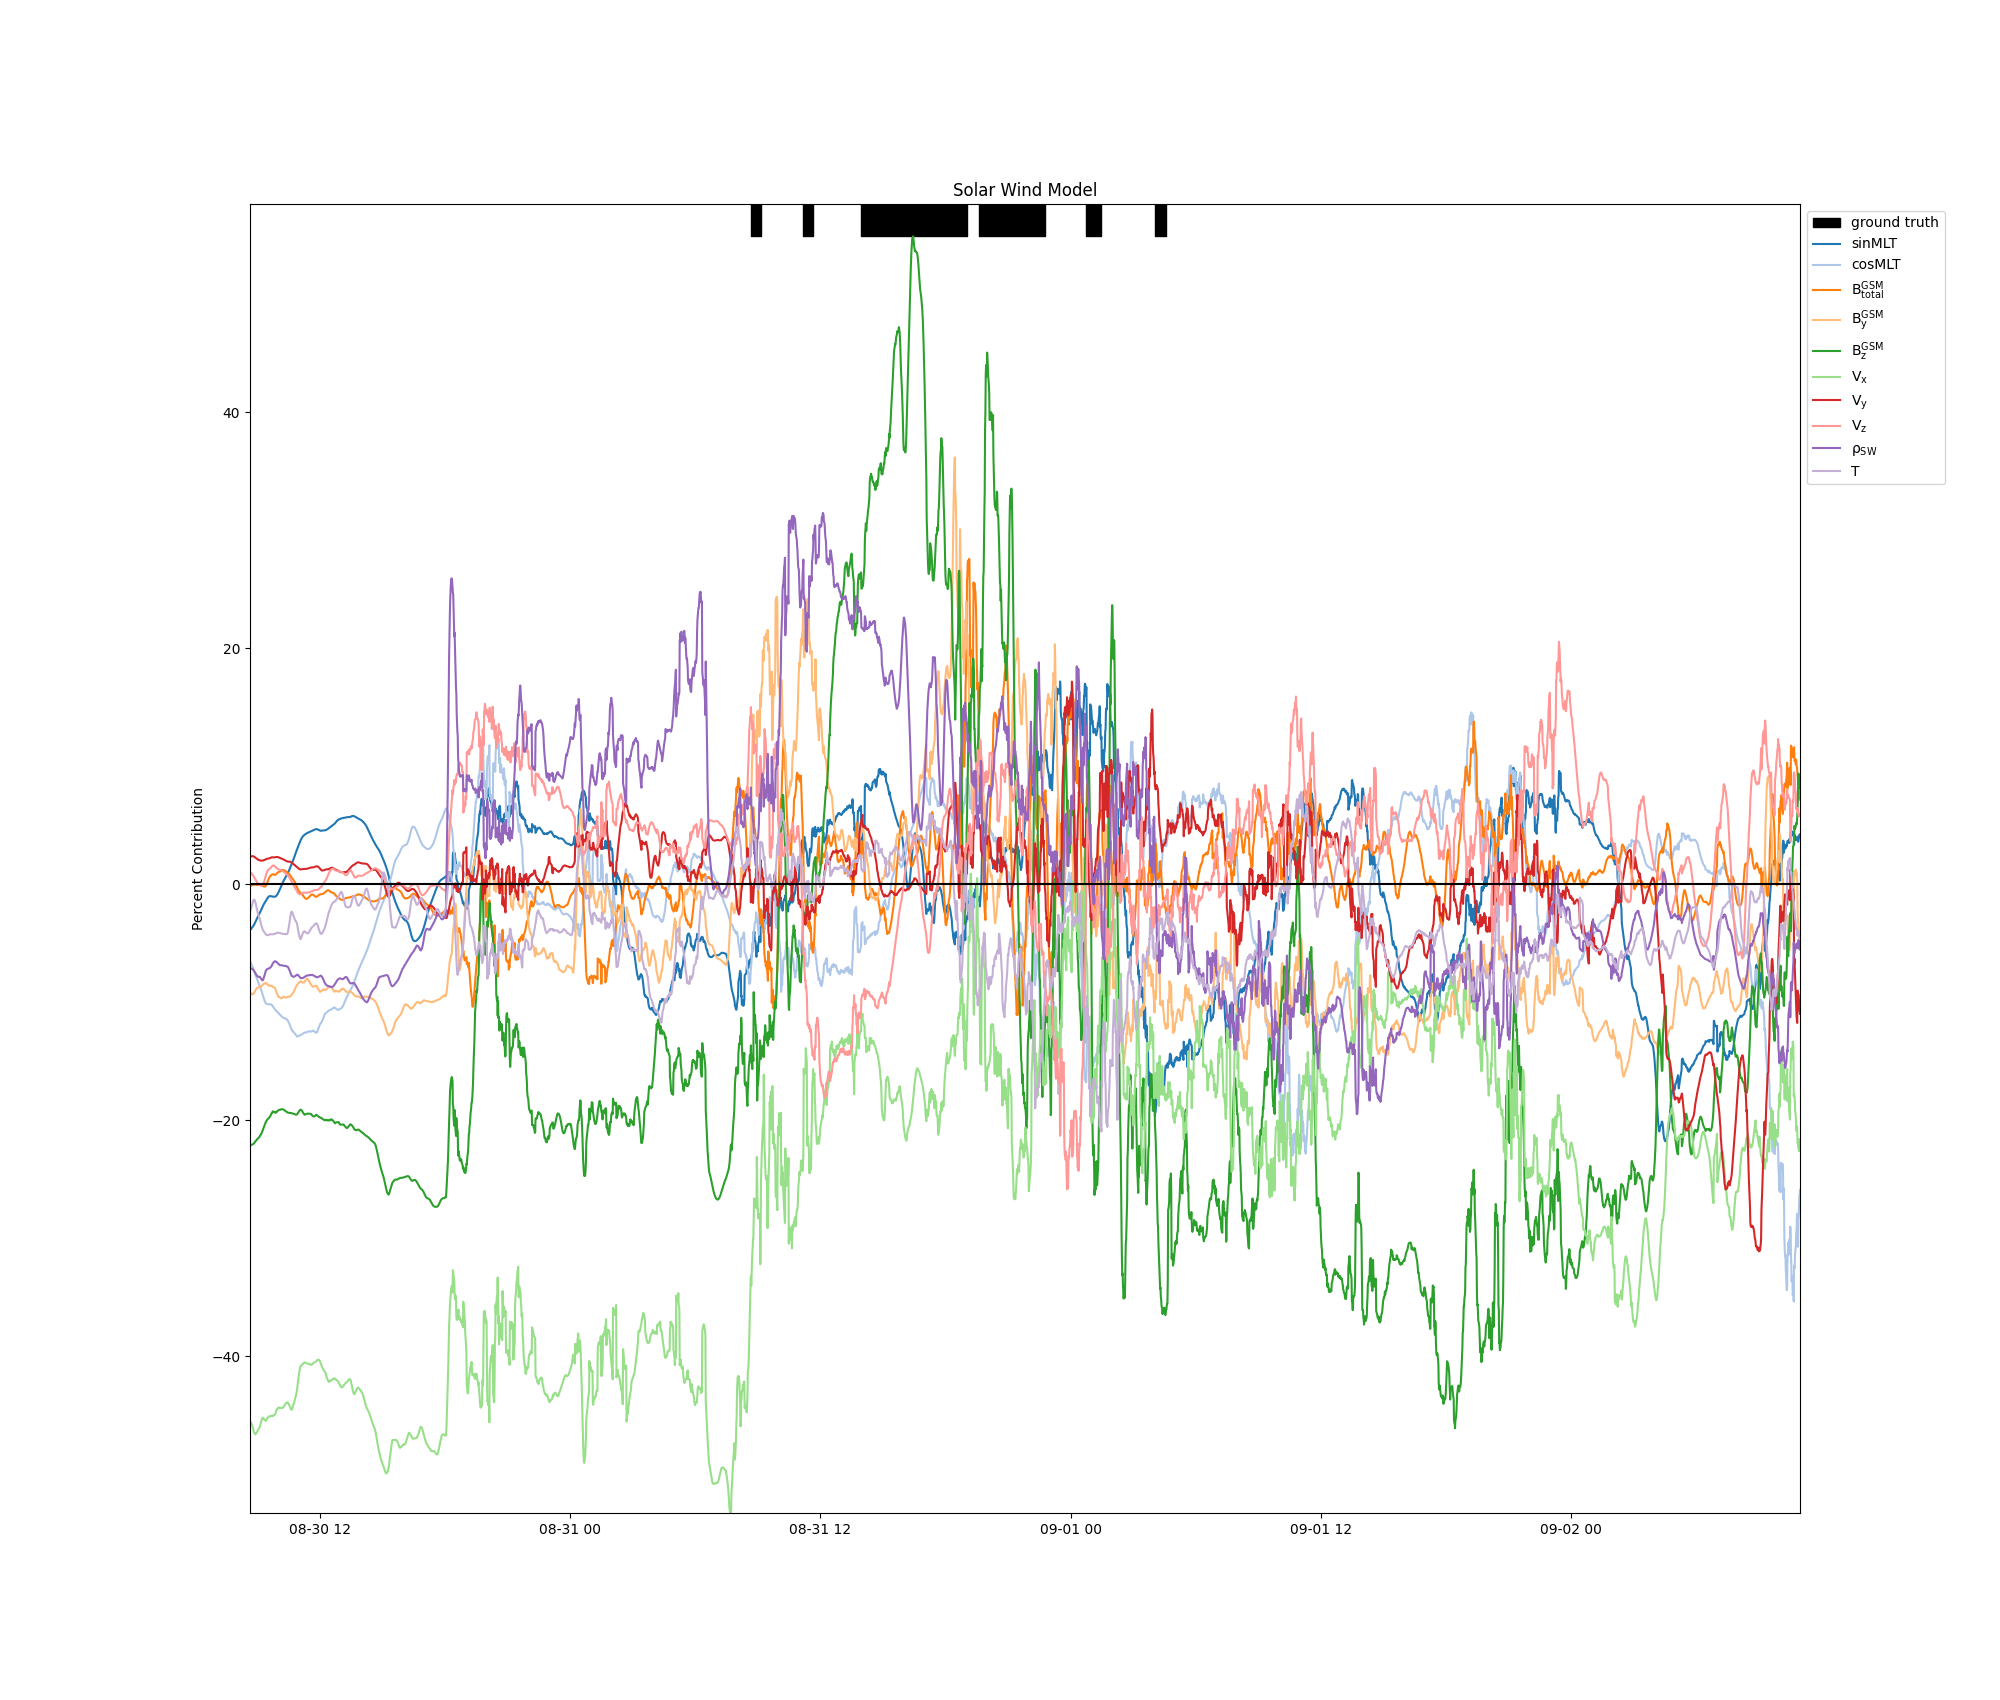 Solar Wind Model
ground truth
sinMLT
cosMLT
B^GSM_total
B^GSM_y
B^GSM_z
V_x
V_y
V_z
ρ_SW
T
Percent Contribution
40
20
0
−20
−40
08-30 12
08-31 00
08-31 12
09-01 00
09-01 12
09-02 00